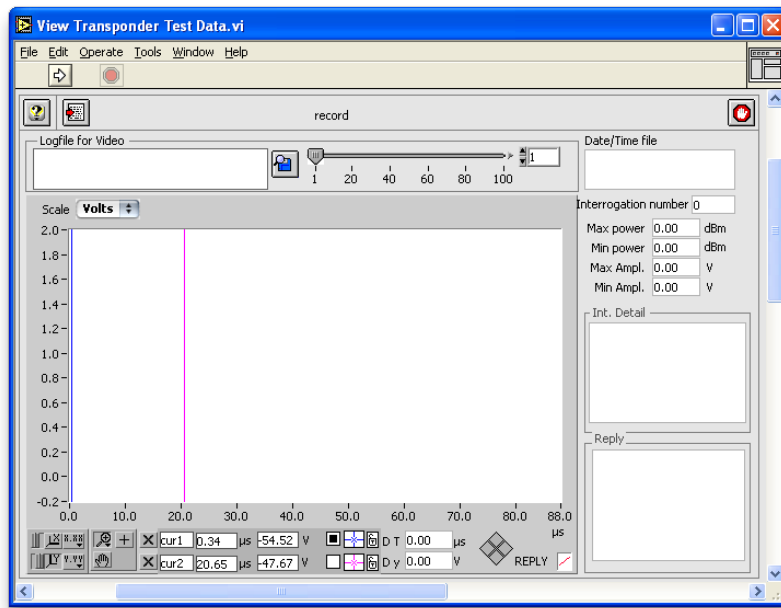 View Transponder Test Data.vi
File Edit Operate Tools Window Help
record
Logfile for Video
1 20 40 60 80 100
1
Date/Time file
Interrogation number 0
Max power 0.00 dBm
Min power 0.00 dBm
Max Ampl. 0.00 V
Min Ampl. 0.00 V
Int. Detail
Reply
Scale Volts
2.0
1.8
1.6
1.4
1.2
1.0
0.8
0.6
0.4
0.2
0.0
-0.2
0.0 10.0 20.0 30.0 40.0 50.0 60.0 70.0 80.0 88.0
µs
X X.XX cur1 0.34 µs -54.52 V D T 0.00 µs
Y Y.YY cur2 20.65 µs -47.67 V D y 0.00 V REPLY